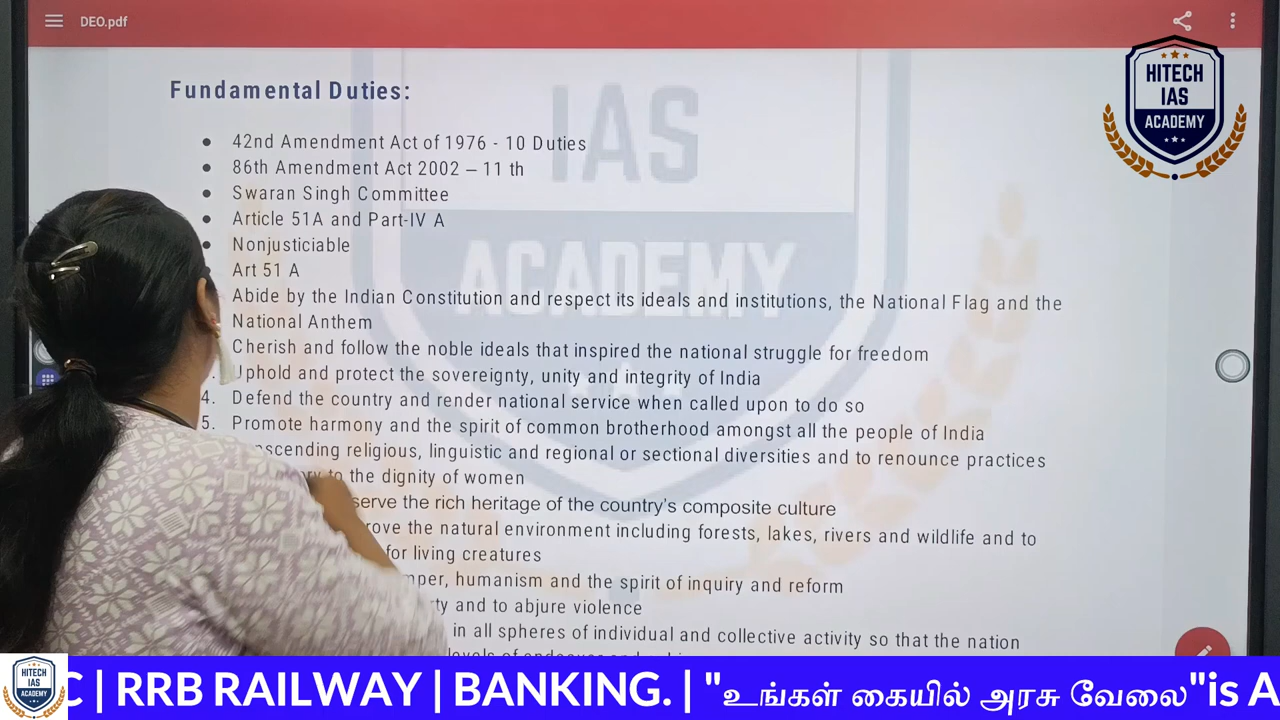 DEO.pdf
HITECH
IAS
ACADEMY
IAS
ACADEMY
Fundamental Duties:
42nd Amendment Act of 1976 - 10 Duties
86th Amendment Act 2002 – 11 th
Swaran Singh Committee
Article 51A and Part-IV A
Nonjusticiable
Art 51 A
Abide by the Indian Constitution and respect its ideals and institutions, the National Flag and the
National Anthem
Cherish and follow the noble ideals that inspired the national struggle for freedom
Uphold and protect the sovereignty, unity and integrity of India
4. Defend the country and render national service when called upon to do so
5. Promote harmony and the spirit of common brotherhood amongst all the people of India
religious, linguistic and regional or sectional diversities and to renounce practices
to the dignity of women
the rich heritage of the country's composite culture
the natural environment including forests, lakes, rivers and wildlife and to
for living creatures
humanism and the spirit of inquiry and reform
and to abjure violence
in all spheres of individual and collective activity so that the nation
HITECH
IAS
ACADEMY
C | RRB RAILWAY | BANKING. | "உங்கள் கையில் அரசு வேலை"is A